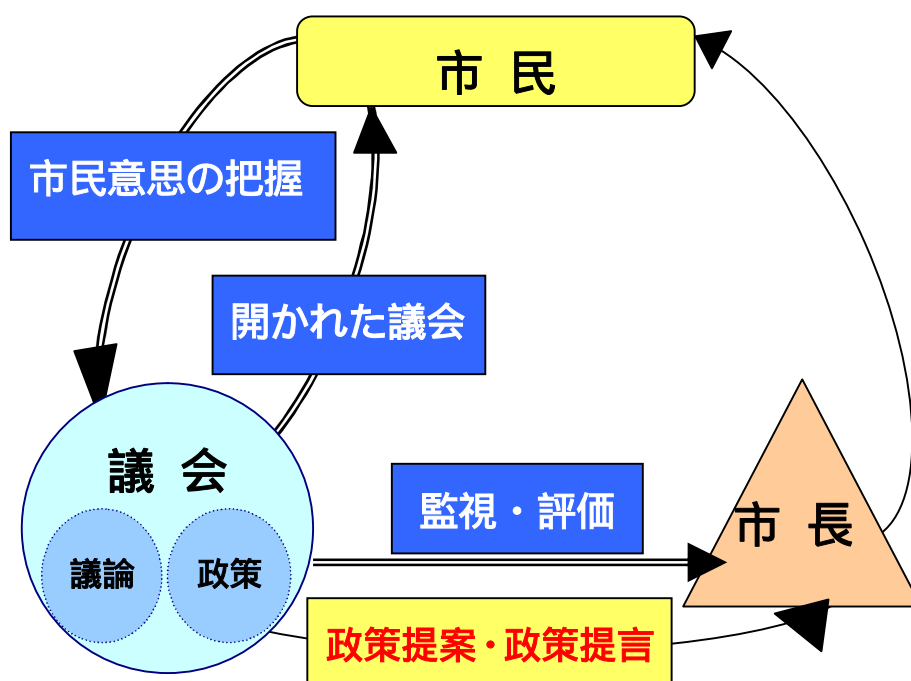 市 民
市民意思の把握
開かれた議会
議 会
議論
政策
監視・評価
市 長
政策提案・政策提言